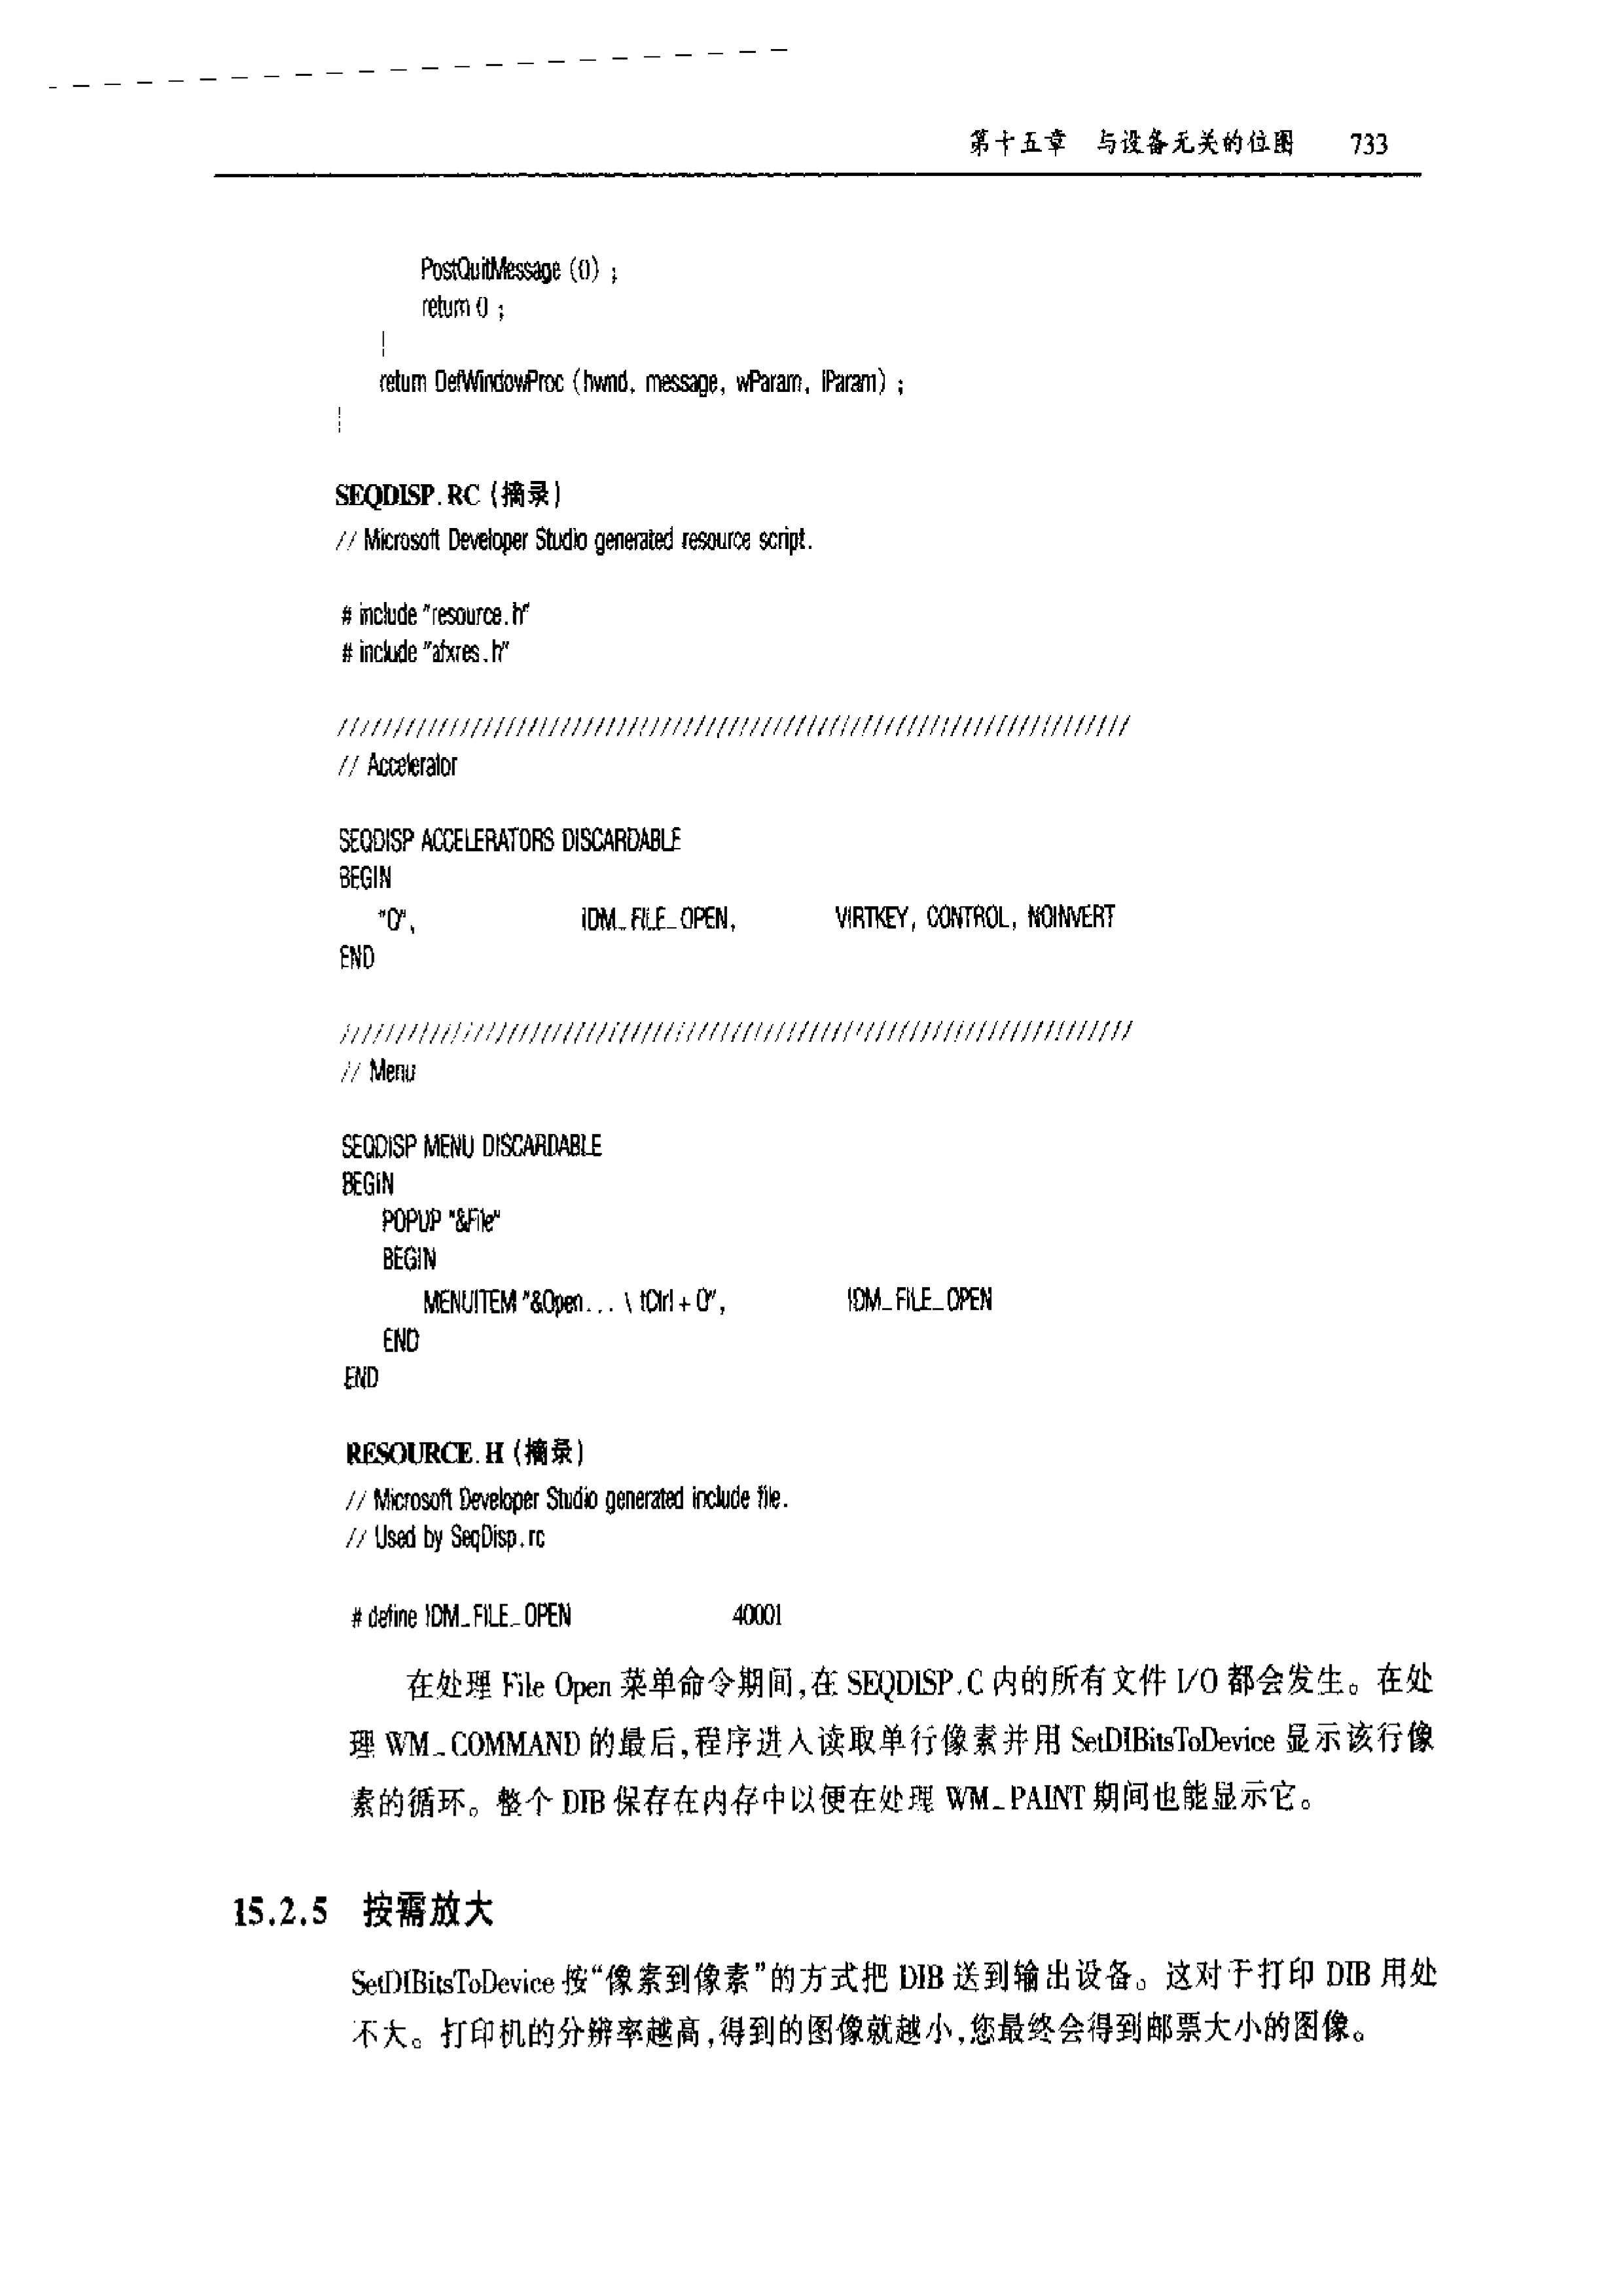 第十五章 与设备无关的位图 733
PostQuitMessage (0) ;
return 0 ;
}
return DefWindowProc (hwnd, message, wParam, lParam) ;
}
SEQDISP.RC (摘录)
// Microsoft Developer Studio generated resource script.
# include "resource.h"
# include "afxres.h"
///////////////////////////////////////////////////////////////////////
// Accelerator
SEQDISP ACCELERATORS DISCARDABLE
BEGIN
"O", IDM_FILE_OPEN, VIRTKEY, CONTROL, NOINVERT
END
///////////////////////////////////////////////////////////////////////
// Menu
SEQDISP MENU DISCARDABLE
BEGIN
POPUP "&File"
BEGIN
MENUITEM "&Open... \ tCtrl + O", IDM_FILE_OPEN
END
END
RESOURCE.H (摘录)
// Microsoft Developer Studio generated include file.
// Used by SeqDisp.rc
# define IDM_FILE_OPEN 40001
在处理 File Open 菜单命令期间,在 SEQDISP.C 内的所有文件 I/O 都会发生。在处
理 WM_COMMAND 的最后,程序进入读取单行像素并用 SetDIBitsToDevice 显示该行像
素的循环。整个 DIB 保存在内存中以便在处理 WM_PAINT 期间也能显示它。
15.2.5 按需放大
SetDIBitsToDevice 按“像素到像素”的方式把 DIB 送到输出设备。这对于打印 DIB 用处
不大。打印机的分辨率越高,得到的图像就越小,您最终会得到邮票大小的图像。